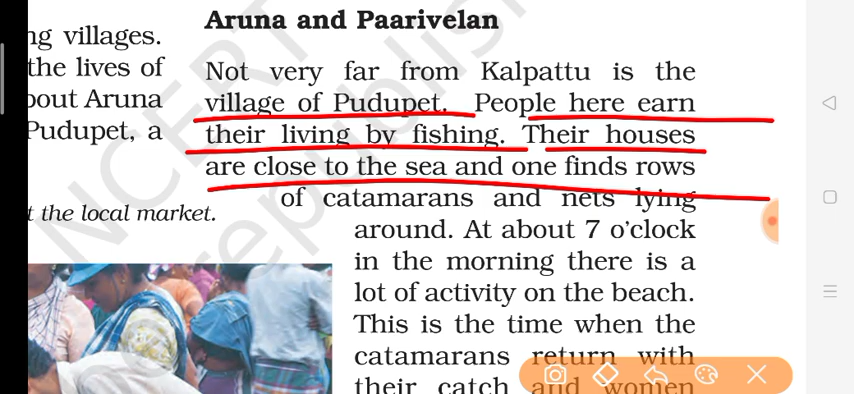 ng villages.
the lives of
bout Aruna
Pudupet, a
t the local market.
Aruna and Paarivelan
Not very far from Kalpattu is the
village of Pudupet. People here earn
their living by fishing. Their houses
are close to the sea and one finds rows
of catamarans and nets lying
around. At about 7 o'clock
in the morning there is a
lot of activity on the beach.
This is the time when the
catamarans return with
their catch and women
NCERT
republish